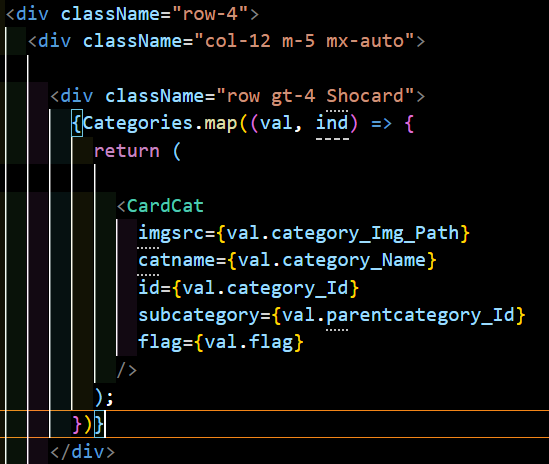 <div className="row-4">
<div className="col-12 m-5 mx-auto">
<div className="row gt-4 Shocard">
{Categories.map((val, ind) => {
return (
<CardCat
imgsrc={val.category_Img_Path}
catname={val.category_Name}
id={val.category_Id}
subcategory={val.parentcategory_Id}
flag={val.flag}
/>
);
})}
</div>